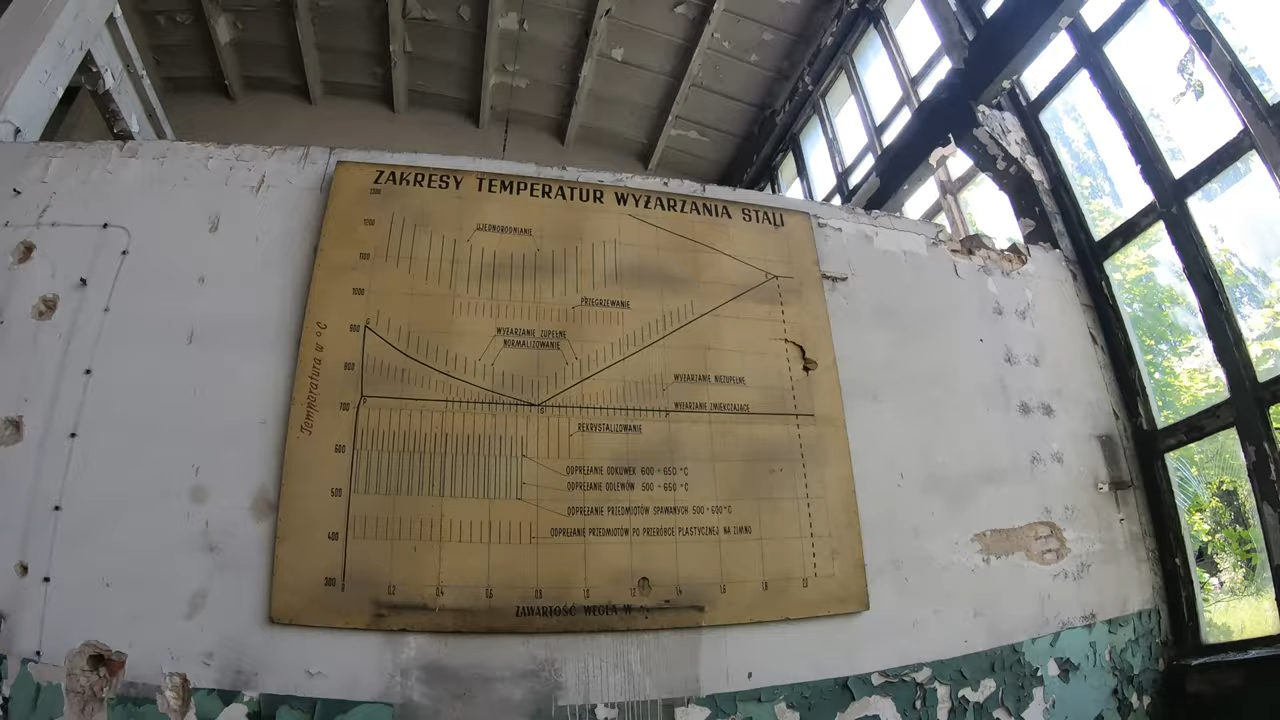 ZAKRESY TEMPERATUR WYŻARZANIA STALI
1300
1200
UJEDNORODNIANIE
1100
1000
PRZEGRZEWANIE
900
G
WYŻARZANIE ZUPEŁNE
NORMALIZOWANIE
Temperatura w °C
800
WYŻARZANIE NIEZUPEŁNE
700
P
S
WYŻARZANIE ZMIĘKCZAJĄCE
REKRYSTALIZOWANIE
600
ODPRĘŻANIE ODKUWEK 600 ÷ 650 °C
ODPRĘŻANIE ODLEWÓW 500 ÷ 650 °C
500
ODPRĘŻANIE PRZEDMIOTÓW SPAWANYCH 500 ÷ 600 °C
400
ODPRĘŻANIE PRZEDMIOTÓW PO PRZERÓBCE PLASTYCZNEJ NA ZIMNO
300
0,2 0,4 0,6 0,8 1,0 1,2 1,4 1,6 1,8
ZAWARTOŚĆ WĘGLA W